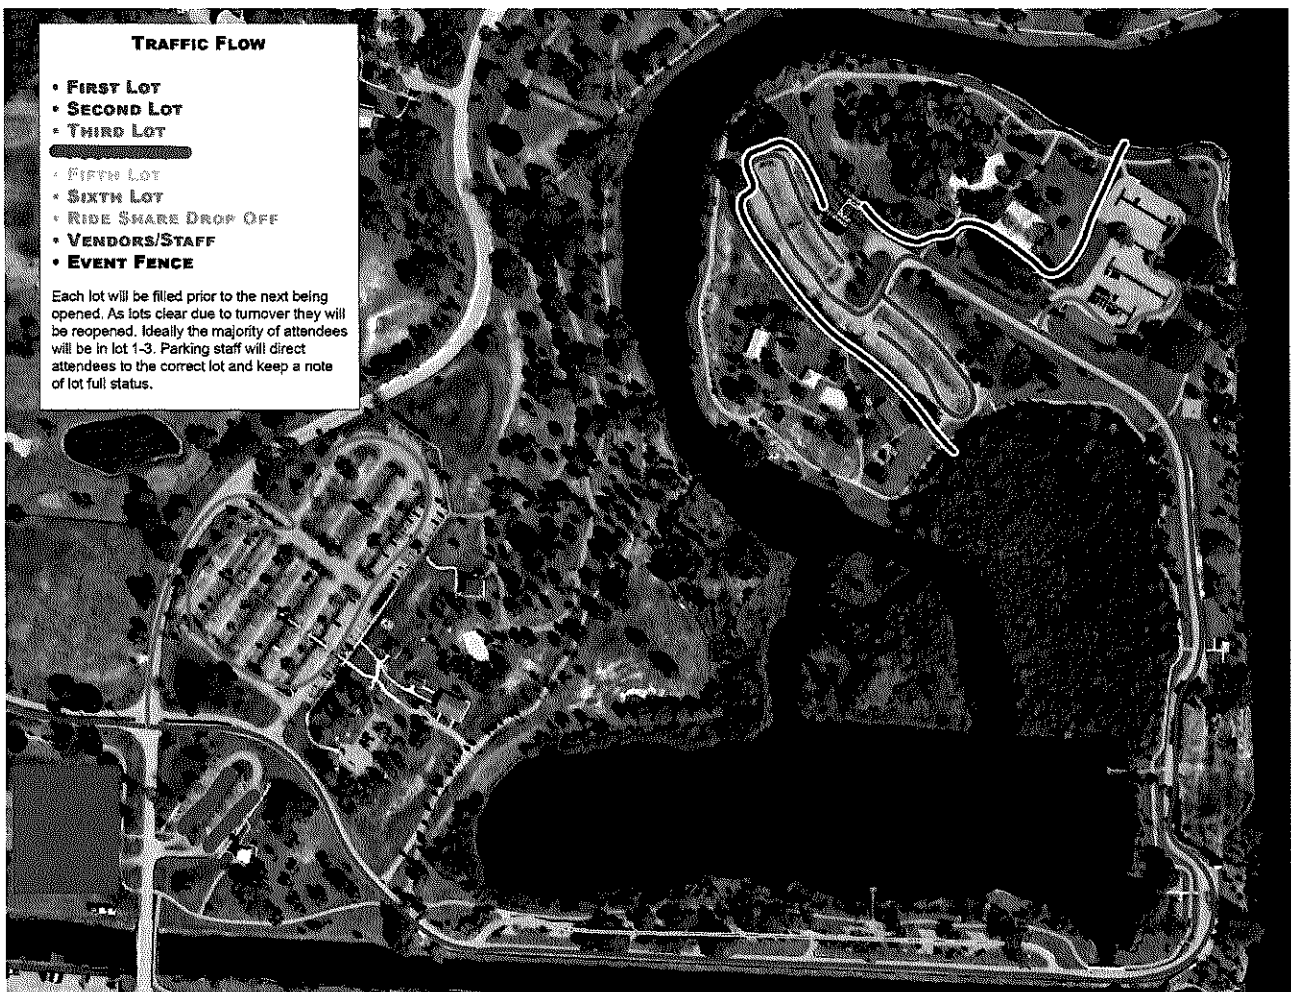 TRAFFIC FLOW
• FIRST LOT
• SECOND LOT
• THIRD LOT
• FIFTH LOT
• SIXTH LOT
• RIDE SHARE DROP OFF
• VENDORS/STAFF
• EVENT FENCE
Each lot will be filled prior to the next being
opened. As lots clear due to turnover they will
be reopened. Ideally the majority of attendees
will be in lot 1-3. Parking staff will direct
attendees to the correct lot and keep a note
of lot full status.